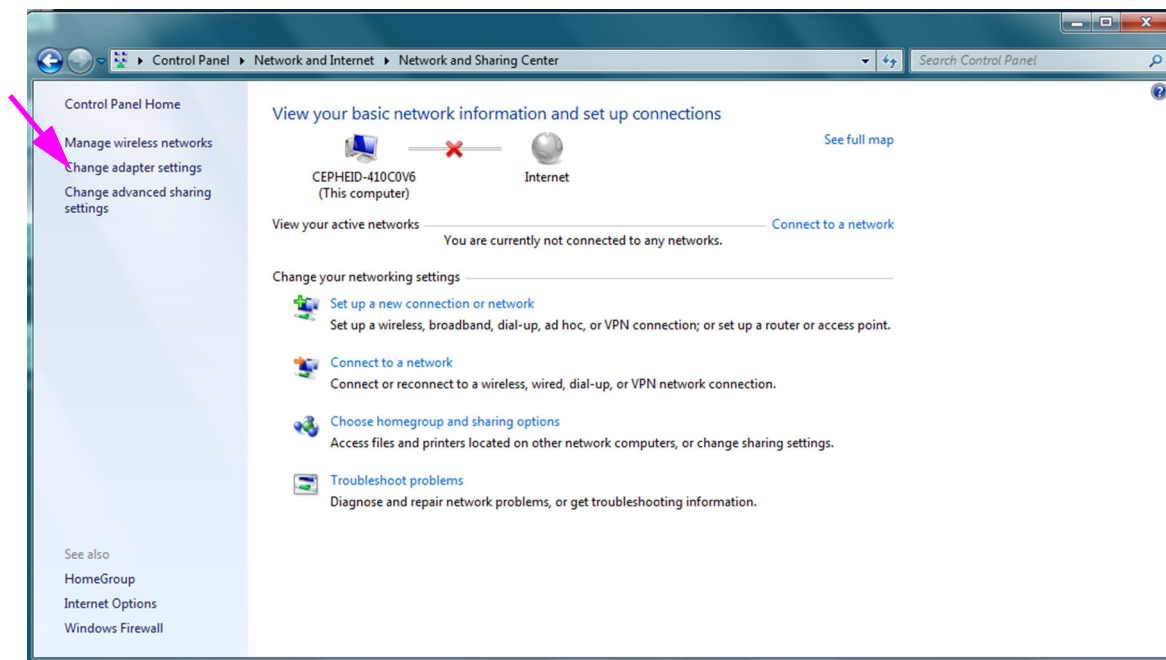 Control Panel Network and Internet Network and Sharing Center
Search Control Panel
Control Panel Home
Manage wireless networks
Change adapter settings
Change advanced sharing
settings
View your basic network information and set up connections
See full map
CEPHEID-410C0V6
(This computer)
Internet
View your active networks
Connect to a network
You are currently not connected to any networks.
Change your networking settings
Set up a new connection or network
Set up a wireless, broadband, dial-up, ad hoc, or VPN connection; or set up a router or access point.
Connect to a network
Connect or reconnect to a wireless, wired, dial-up, or VPN network connection.
Choose homegroup and sharing options
Access files and printers located on other network computers, or change sharing settings.
Troubleshoot problems
Diagnose and repair network problems, or get troubleshooting information.
See also
HomeGroup
Internet Options
Windows Firewall